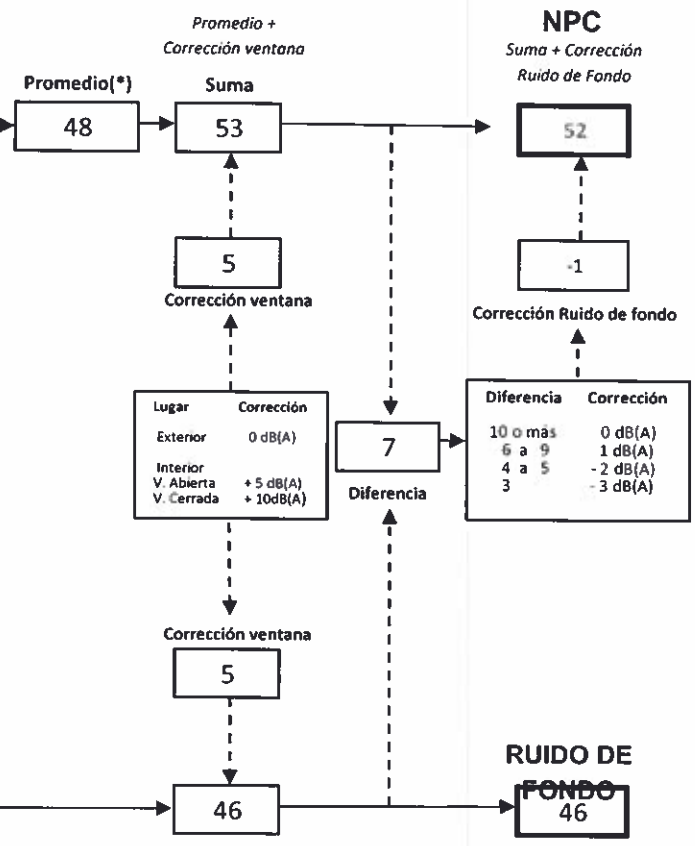 Promedio +
Corrección ventana
NPC
Suma + Corrección
Ruido de Fondo
Promedio(*)
Suma
48
53
52
5
-1
Corrección ventana
Corrección Ruido de fondo
Lugar Corrección
Exterior 0 dB(A)
Interior
V. Abierta + 5 dB(A)
V. Cerrada + 10dB(A)
7
Diferencia
Diferencia Corrección
10 o más 0 dB(A)
6 a 9 1 dB(A)
4 a 5 - 2 dB(A)
3 - 3 dB(A)
Corrección ventana
5
46
RUIDO DE
FONDO
46